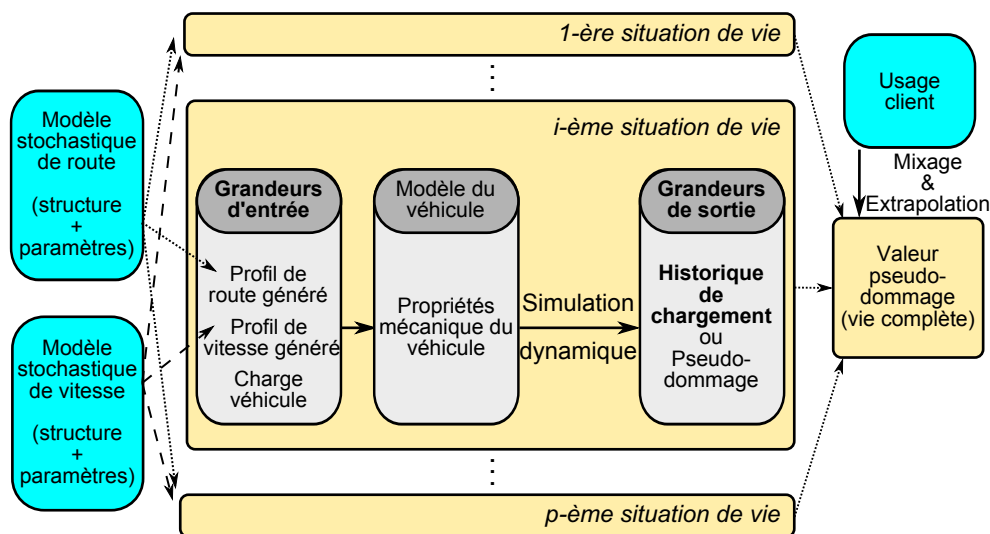 1-ère situation de vie
Modèle
stochastique
de route
(structure
+
paramètres)
Modèle
stochastique
de vitesse
(structure
+
paramètres)
i-ème situation de vie
Grandeurs
d'entrée
Profil de
route généré
Profil de
vitesse généré
Charge
véhicule
Modèle du
véhicule
Propriétés
mécanique du
véhicule
Simulation
dynamique
Grandeurs
de sortie
Historique
de
chargement
ou
Pseudo-
dommage
p-ème situation de vie
Usage
client
Mixage
&
Extrapolation
Valeur
pseudo-
dommage
(vie complète)